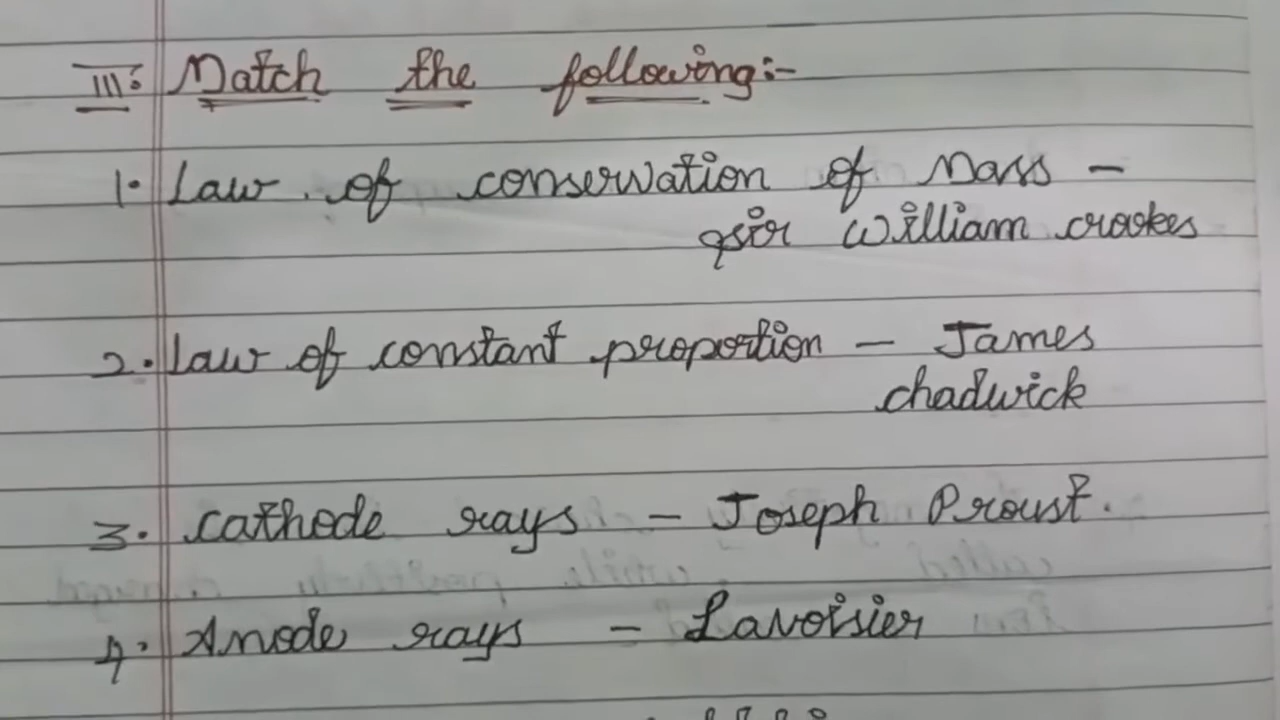 III: Match the following:-
1. Law of conservation of Mass -
sir william crookes
2. Law of constant proportion - James
chadwick
3. cathode rays - Joseph Proust.
4. Anode rays - Lavoisier